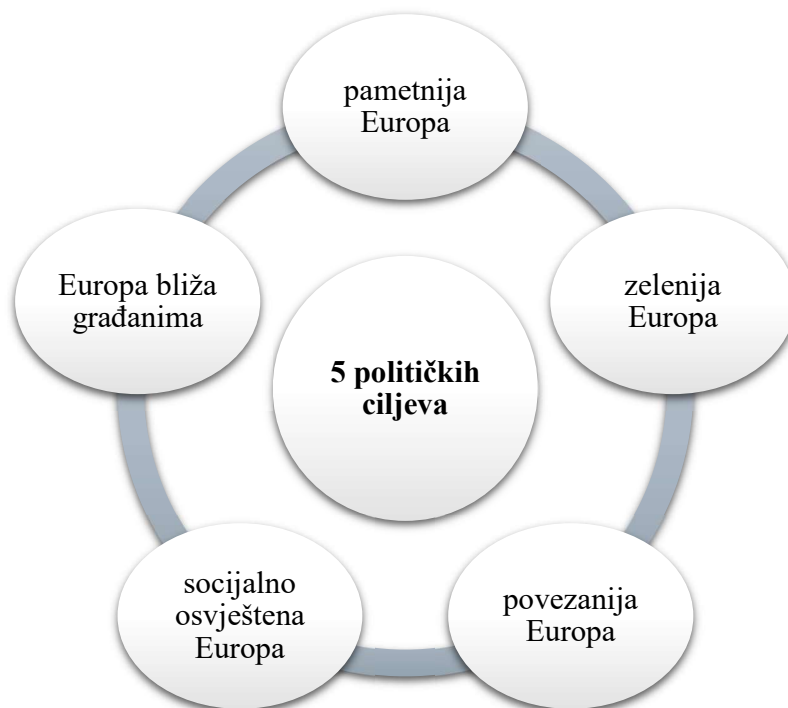 pametnija
Europa
Europa bliža
građanima
zelenija
Europa
5 političkih
ciljeva
socijalno
osvještena
Europa
povezanija
Europa